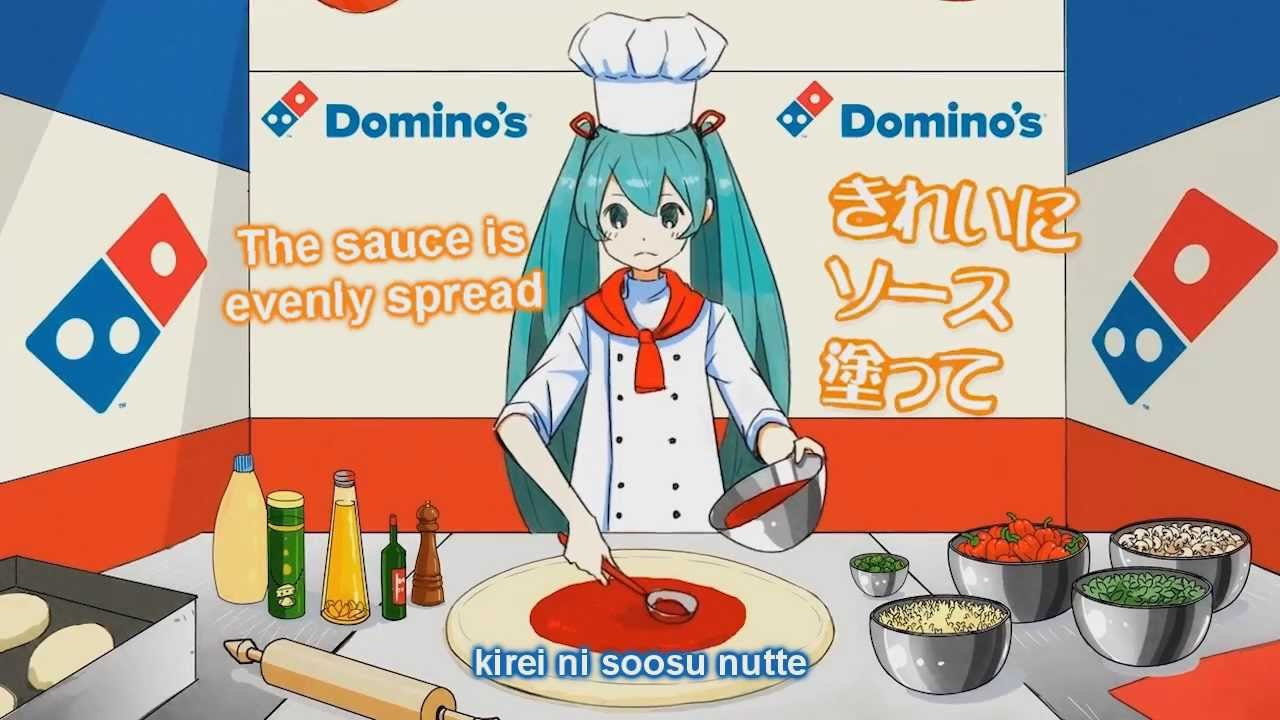 Domino's
Domino's
The sauce is
evenly spread
きれいに
ソース
塗って
kirei ni soosu nutte